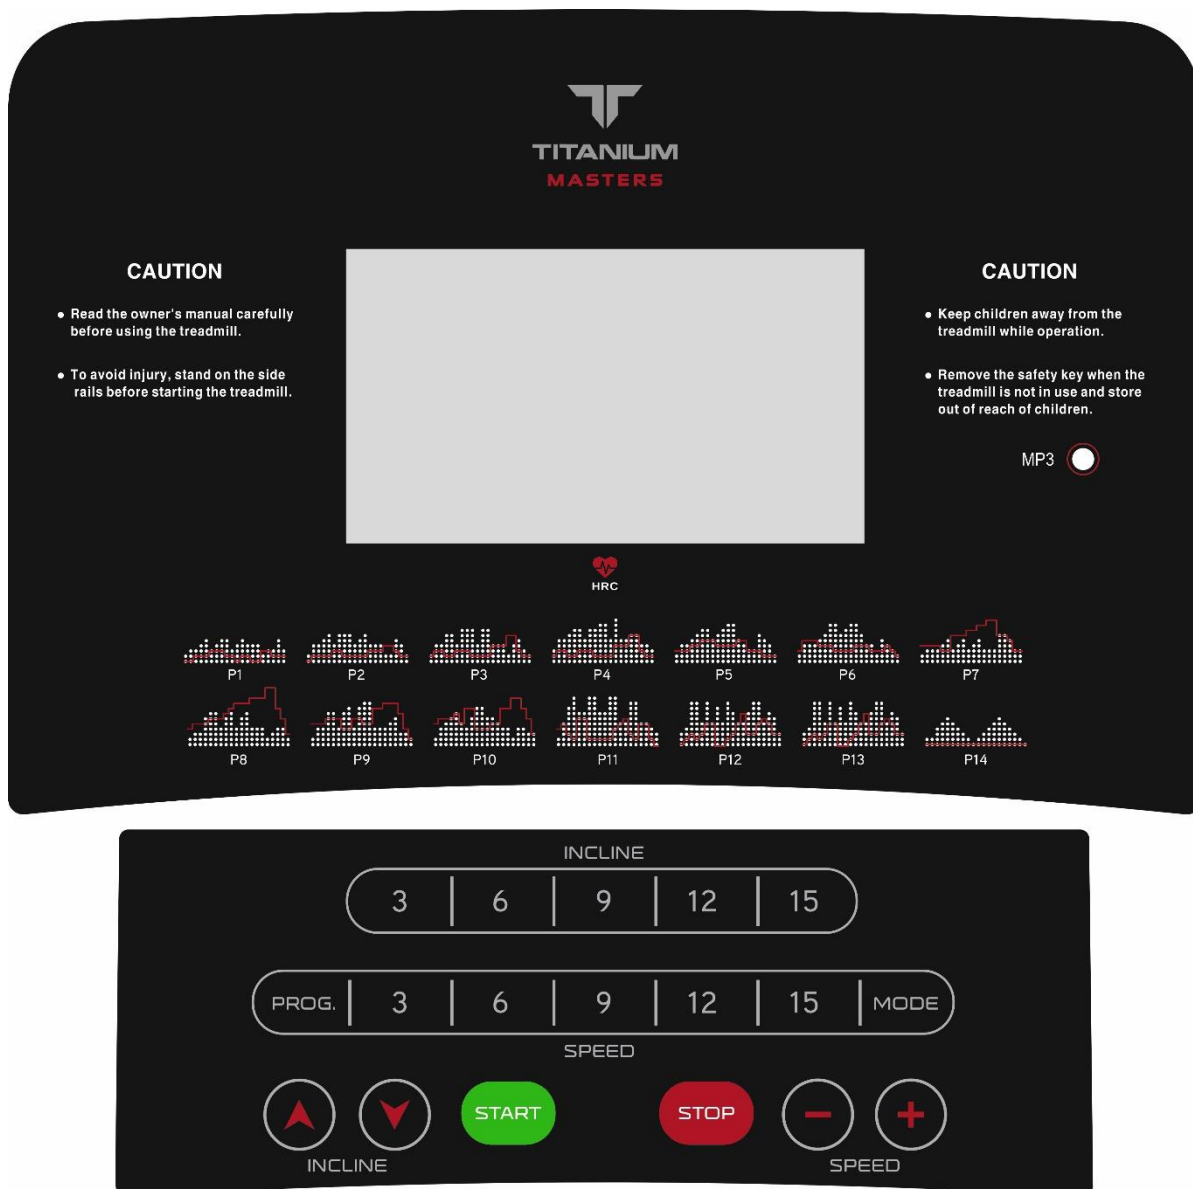 TITANIUM
MASTERS
CAUTION
● Read the owner's manual carefully
before using the treadmill.
● To avoid injury, stand on the side
rails before starting the treadmill.
CAUTION
● Keep children away from the
treadmill while operation.
● Remove the safety key when the
treadmill is not in use and store
out of reach of children.
MP3
HRC
P1 P2 P3 P4 P5 P6 P7
P8 P9 P10 P11 P12 P13 P14
INCLINE
3 6 9 12 15
PROG. 3 6 9 12 15 MODE
SPEED
START STOP
INCLINE SPEED